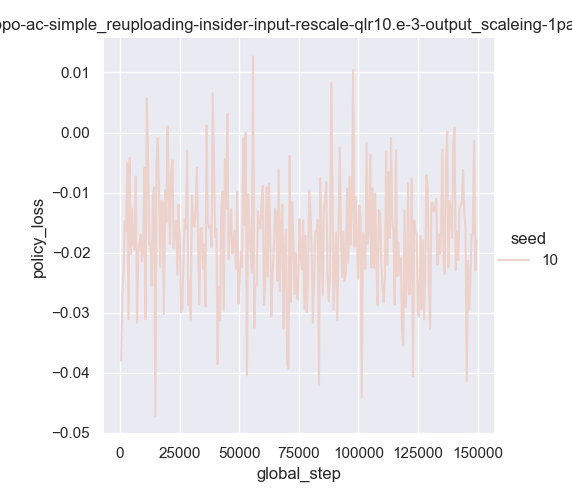 ppo-ac-simple_reuploading-insider-input-rescale-qlr10.e-3-output_scaleing-1pa
0.01
0.00
−0.01
−0.02
−0.03
−0.04
−0.05
policy_loss
0 25000 50000 75000 100000 125000 150000
global_step
seed
10